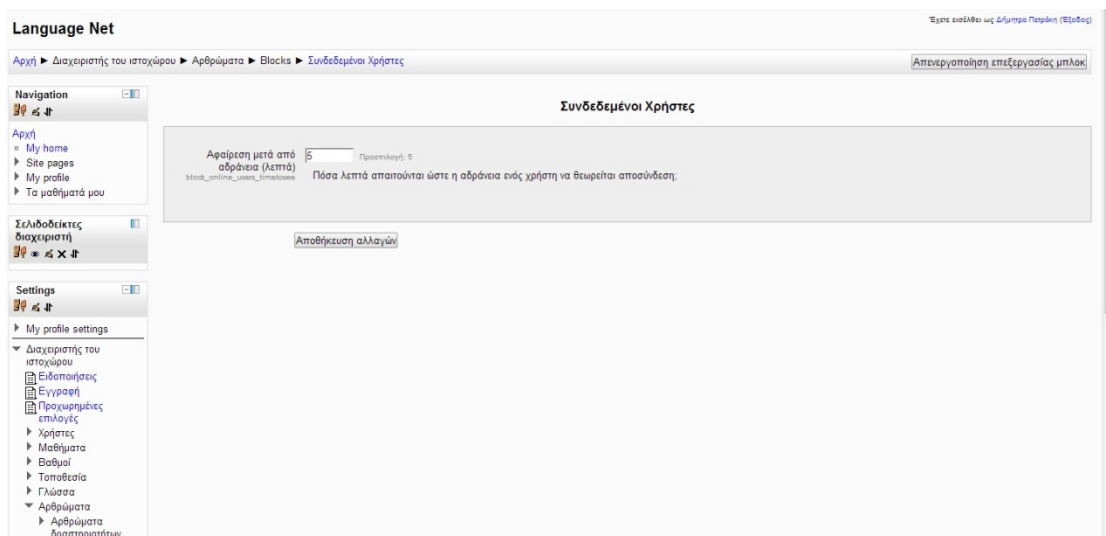 Language Net
Έχετε εισέλθει ως Δήμητρα Πετράκη (Έξοδος)
Αρχή ► Διαχειριστής του ιστοχώρου ► Αρθρώματα ► Blocks ► Συνδεδεμένοι Χρήστες
Απενεργοποίηση επεξεργασίας μπλοκ
Navigation
Αρχή
My home
Site pages
My profile
Τα μαθήματά μου
Σελιδοδείκτες
διαχειριστή
Settings
My profile settings
Διαχειριστής του
ιστοχώρου
Ειδοποιήσεις
Εγγραφή
Προχωρημένες
επιλογές
Χρήστες
Μαθήματα
Βαθμοί
Τοποθεσία
Γλώσσα
Αρθρώματα
Αρθρώματα
δραστηριοτήτων
Συνδεδεμένοι Χρήστες
Αφαίρεση μετά από 5 Προεπιλογή: 5
αδράνεια (λεπτά)
block_online_users_timetosee
Πόσα λεπτά απαιτούνται ώστε η αδράνεια ενός χρήστη να θεωρείται αποσύνδεση;
Αποθήκευση αλλαγών